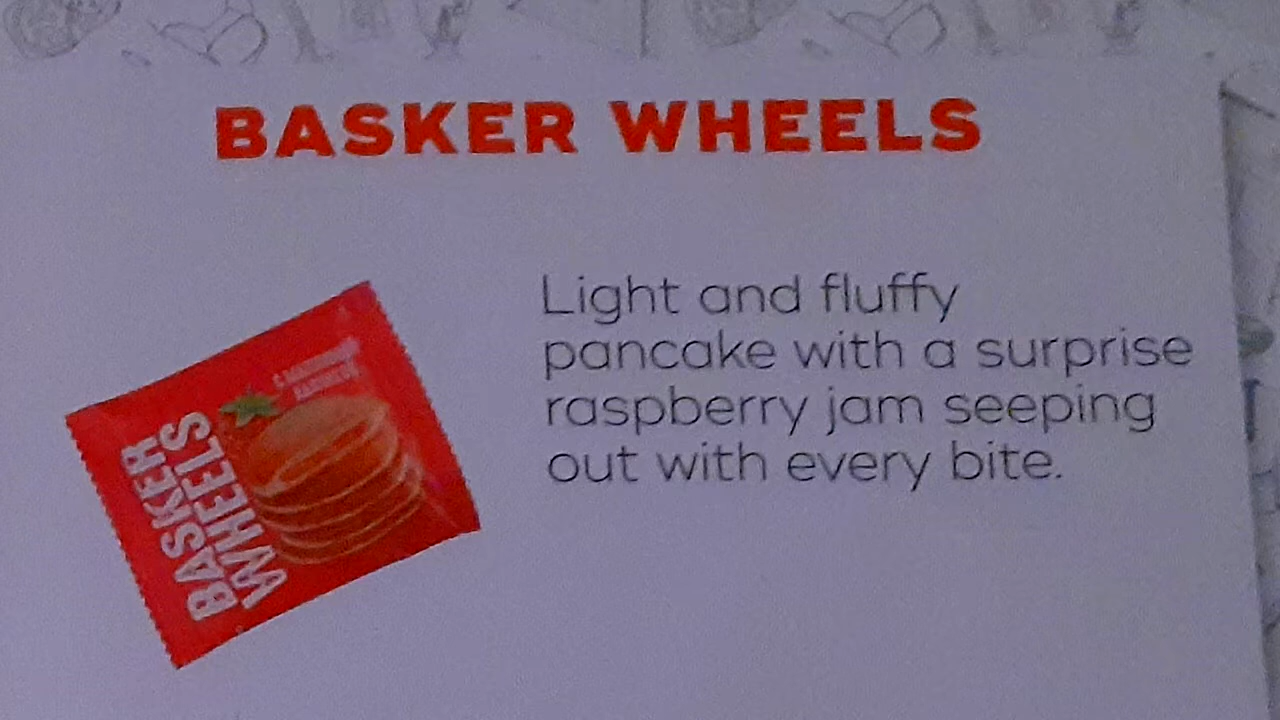 BASKER WHEELS
Light and fluffy
pancake with a surprise
raspberry jam seeping
out with every bite.
BASKER
WHEELS